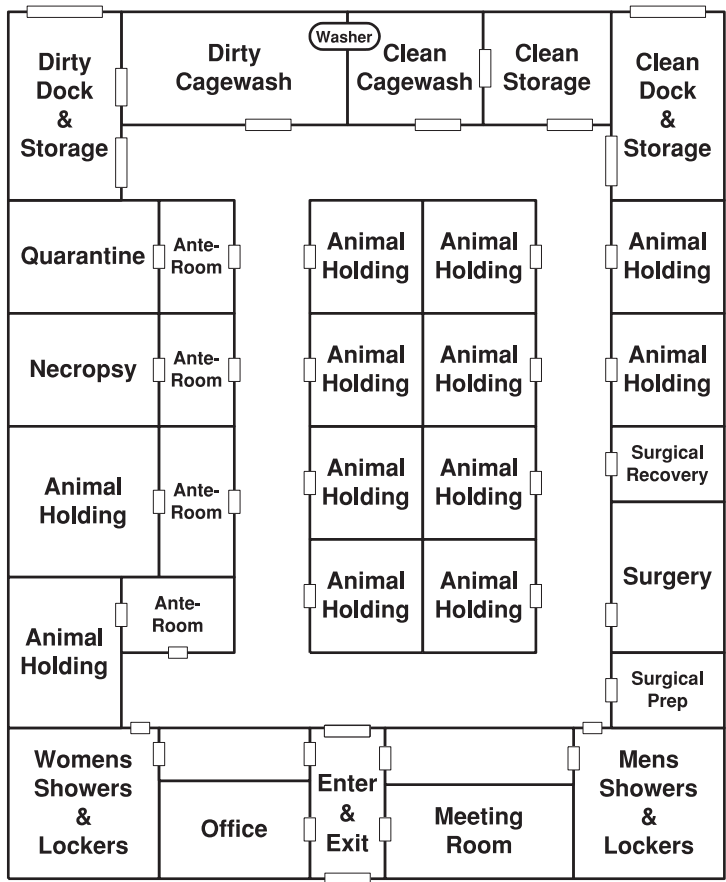 Dirty
Dock
&
Storage
Dirty
Cagewash
Washer
Clean
Cagewash
Clean
Storage
Clean
Dock
&
Storage
Quarantine
Ante-
Room
Animal
Holding
Animal
Holding
Animal
Holding
Necropsy
Ante-
Room
Animal
Holding
Animal
Holding
Animal
Holding
Animal
Holding
Ante-
Room
Animal
Holding
Animal
Holding
Surgical
Recovery
Animal
Holding
Ante-
Room
Animal
Holding
Animal
Holding
Surgery
Surgical
Prep
Womens
Showers
&
Lockers
Office
Enter
&
Exit
Meeting
Room
Mens
Showers
&
Lockers